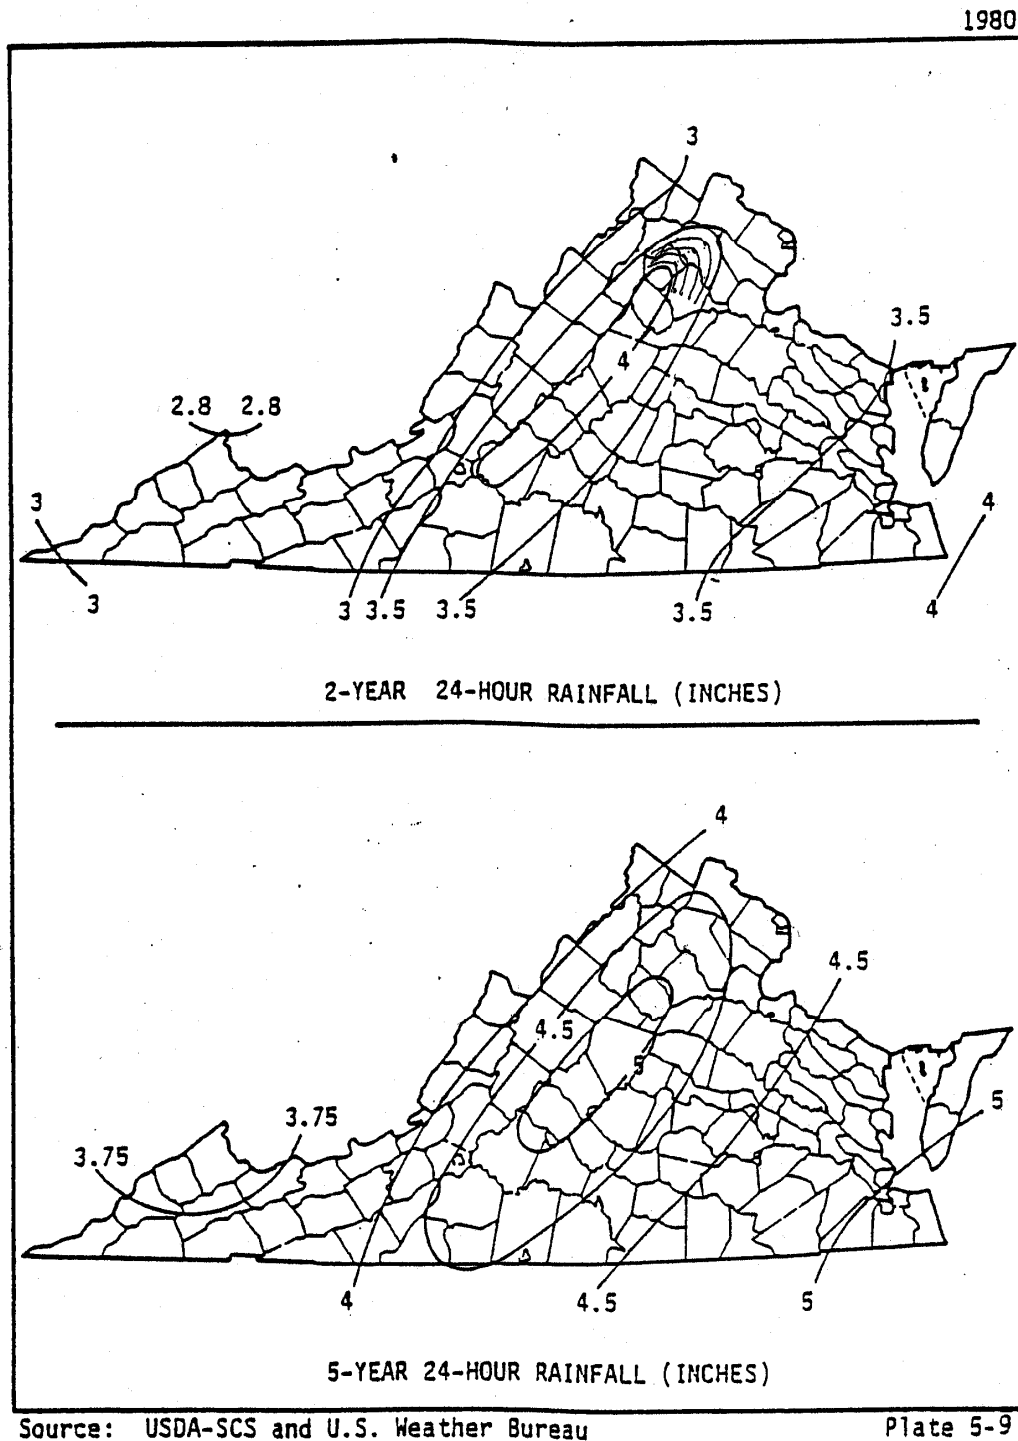 1980
3
3.5
4
2.8 2.8
3
4
3 3 3.5 3.5 3.5 4
2-YEAR 24-HOUR RAINFALL (INCHES)
4
4.5
4.5
5
5
3.75
3.75
4 4.5 5
5-YEAR 24-HOUR RAINFALL (INCHES)
Source: USDA-SCS and U.S. Weather Bureau Plate 5-9